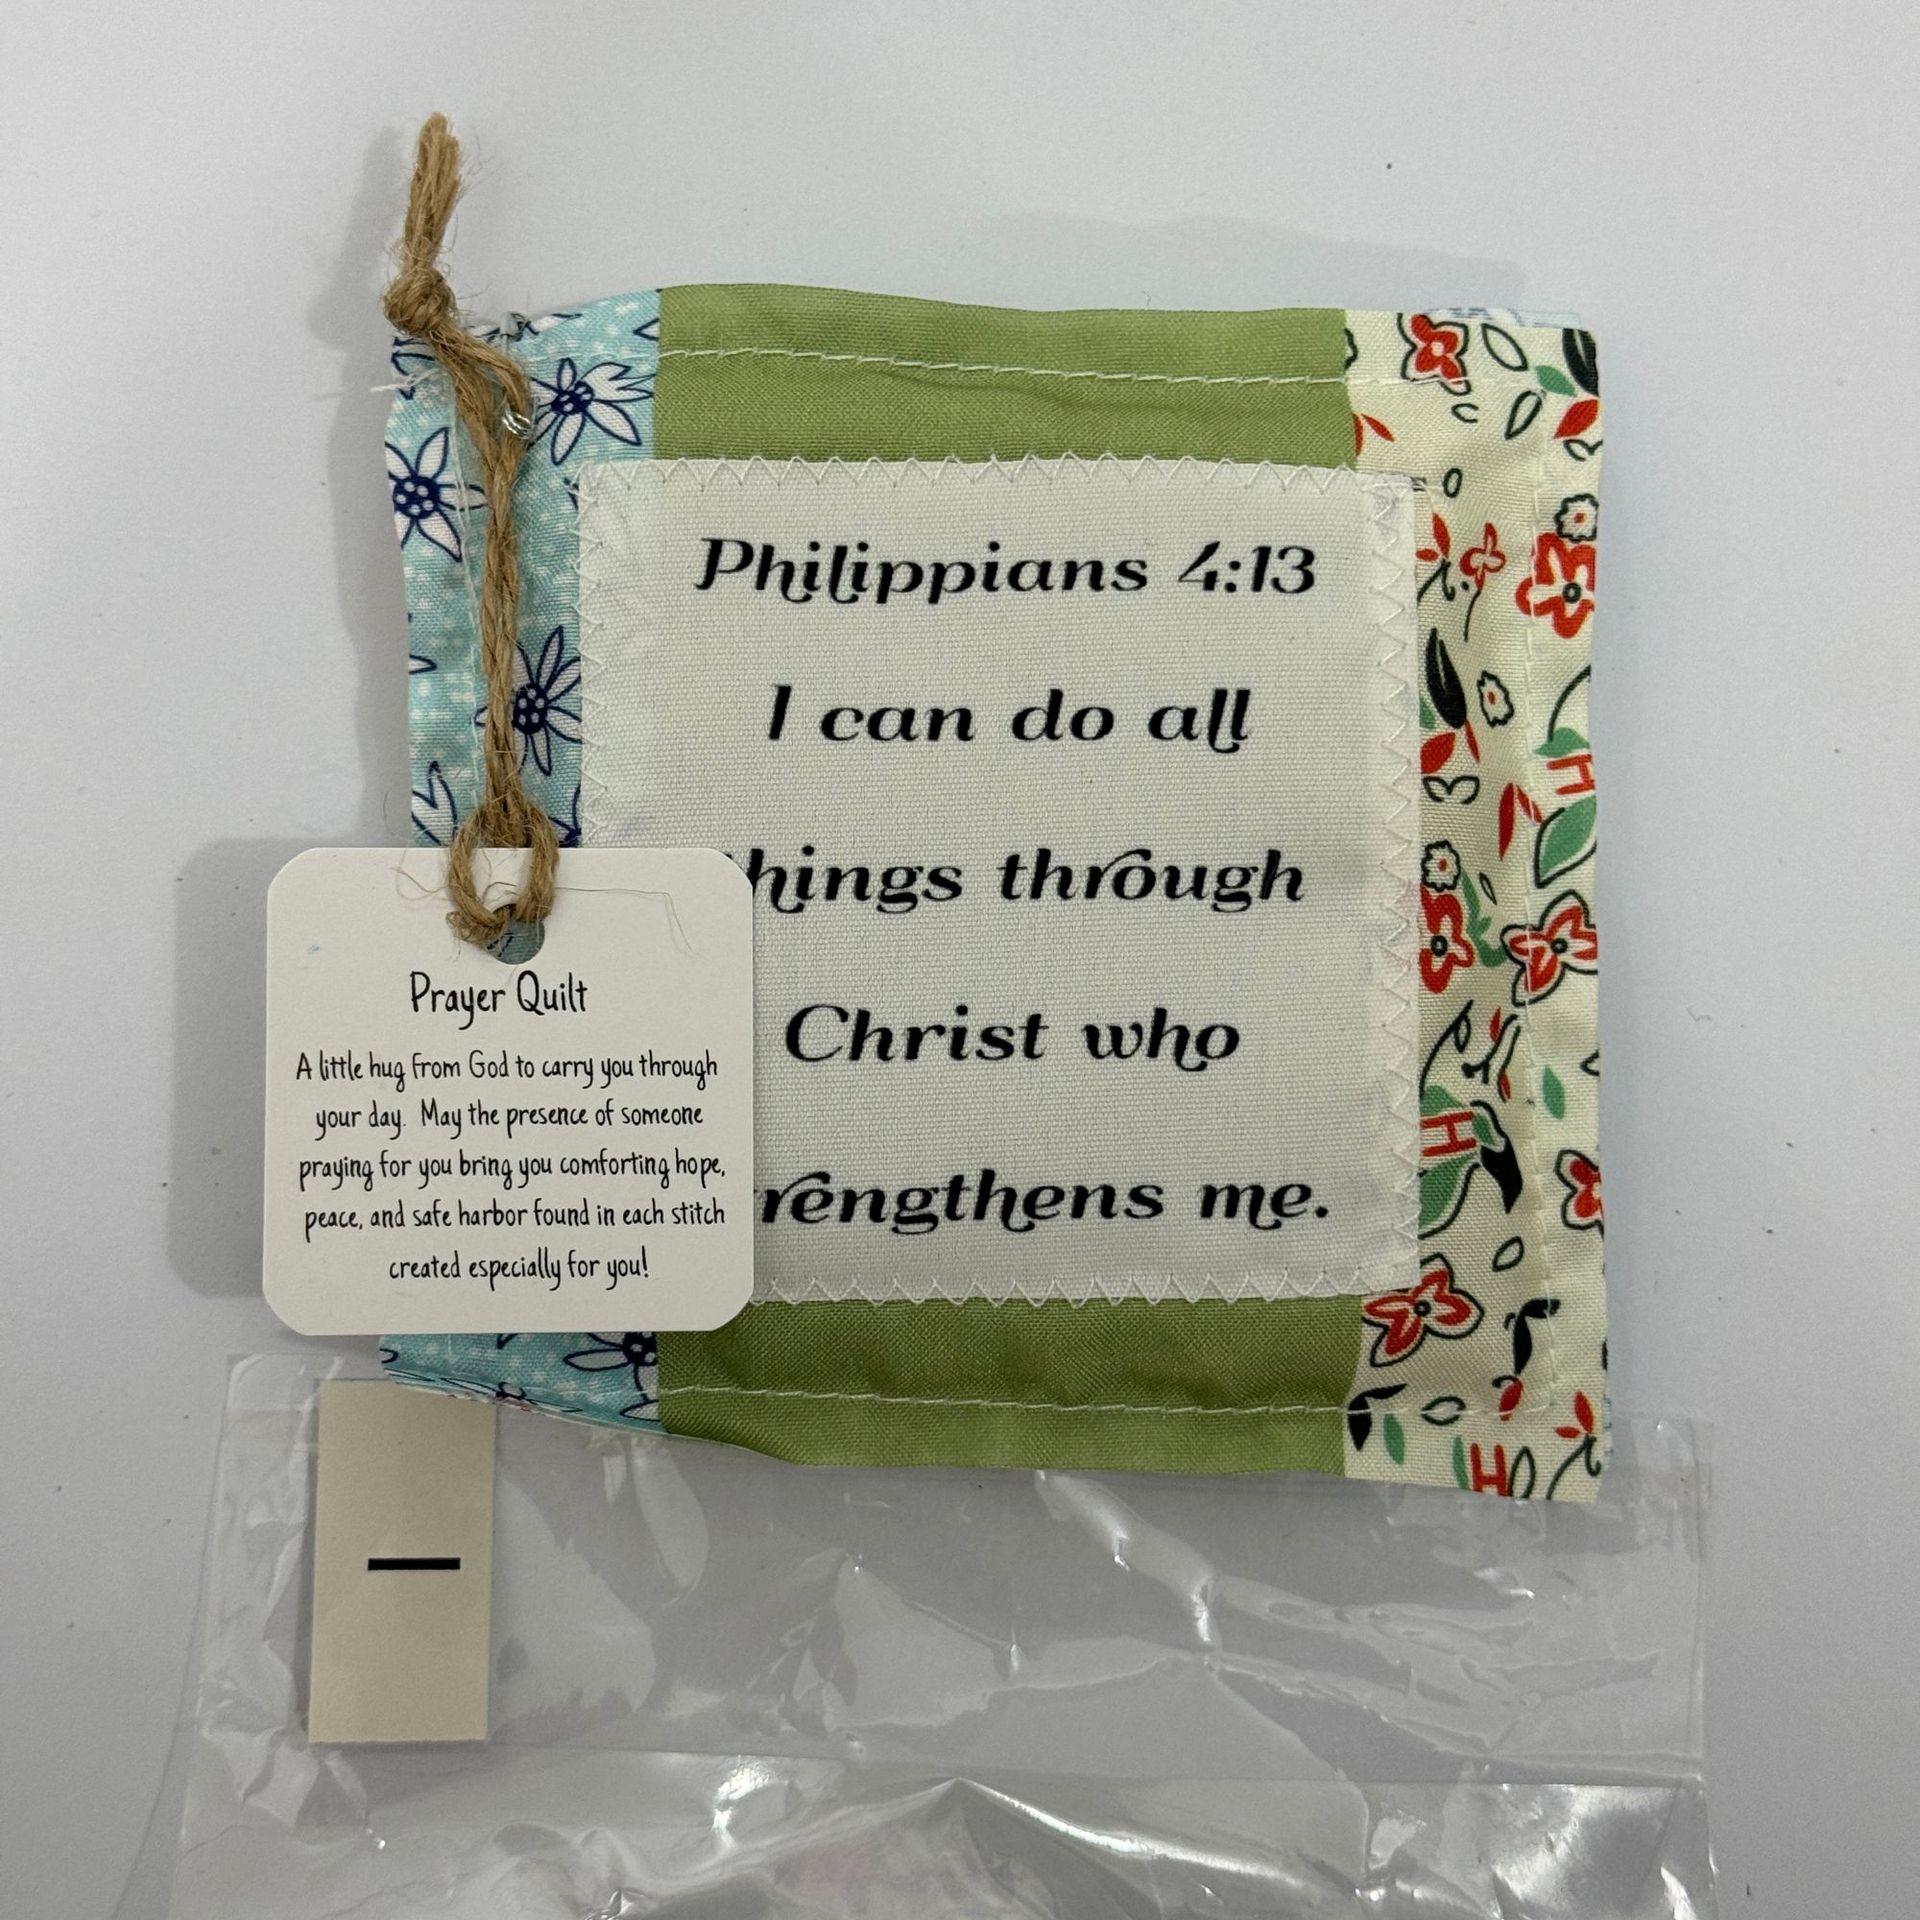 Philippians 4:13
I can do all
things through
Christ who
strengthens me.
Prayer Quilt
A little hug from God to carry you through
your day. May the presence of someone
praying for you bring you comforting hope,
peace, and safe harbor found in each stitch
created especially for you!
H
H
H
I